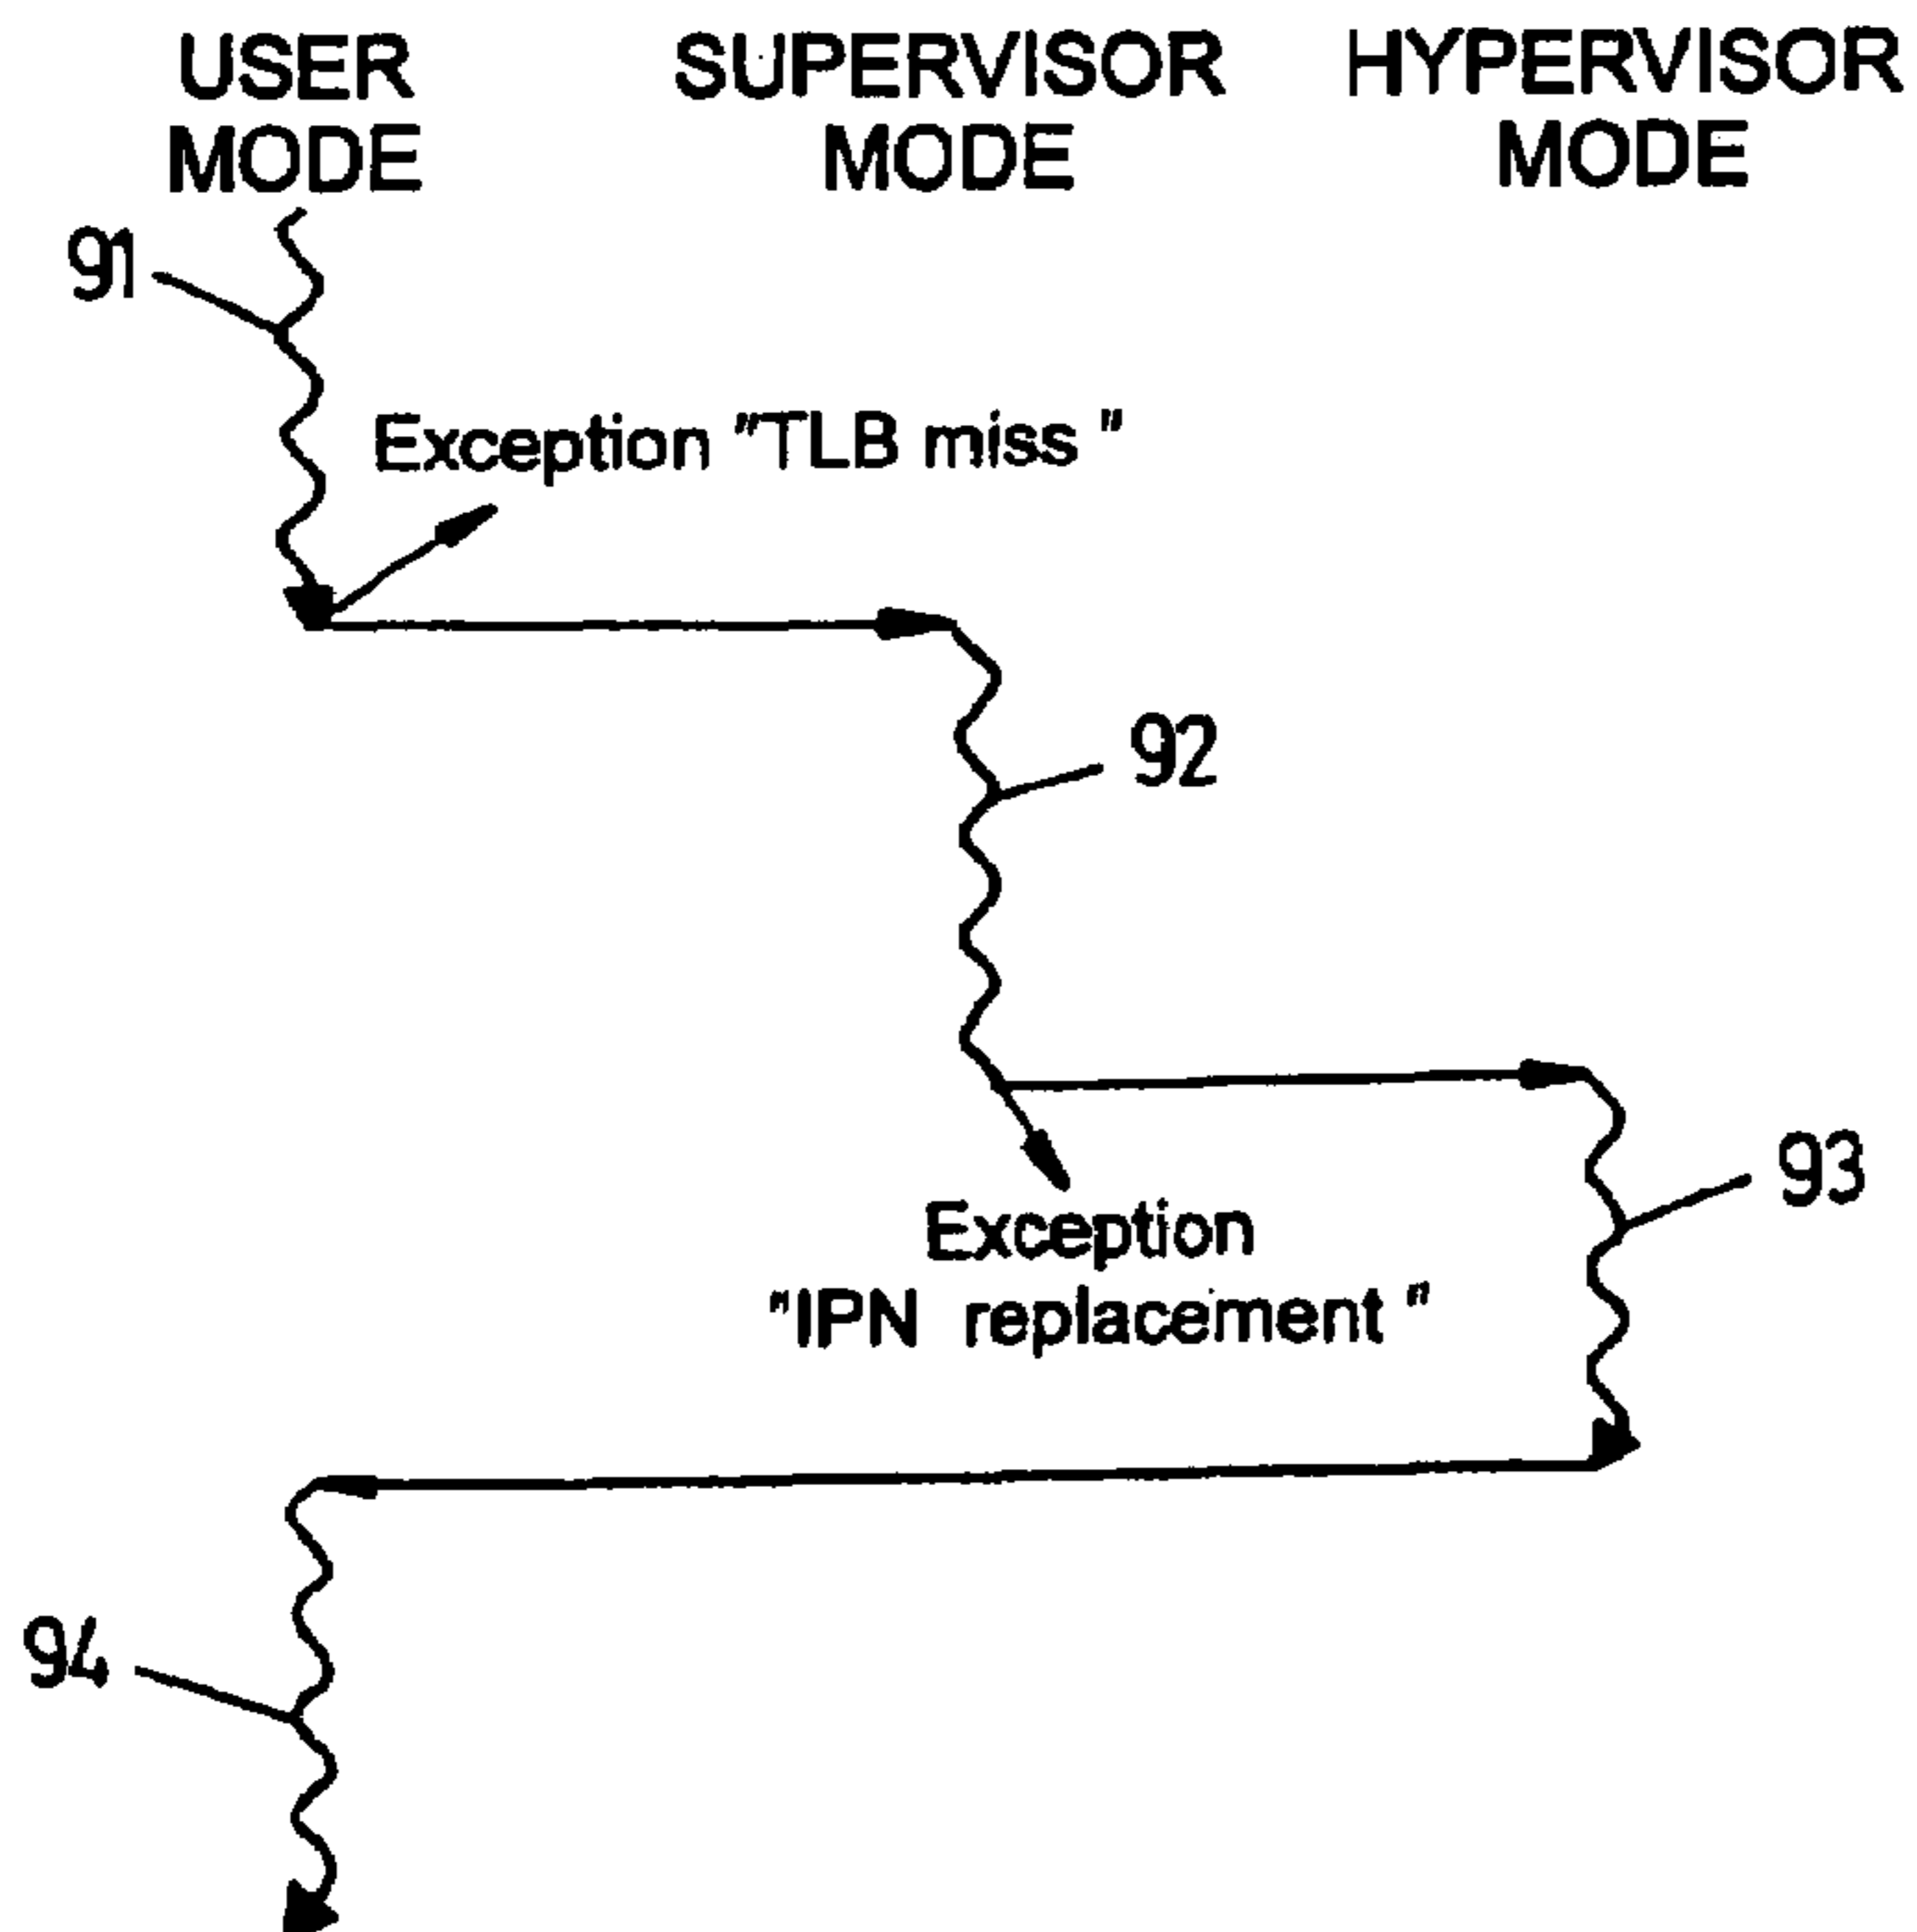 USER MODE
SUPERVISOR MODE
HYPERVISOR MODE
91
Exception "TLB miss "
92
93
Exception
"IPN replacement "
94